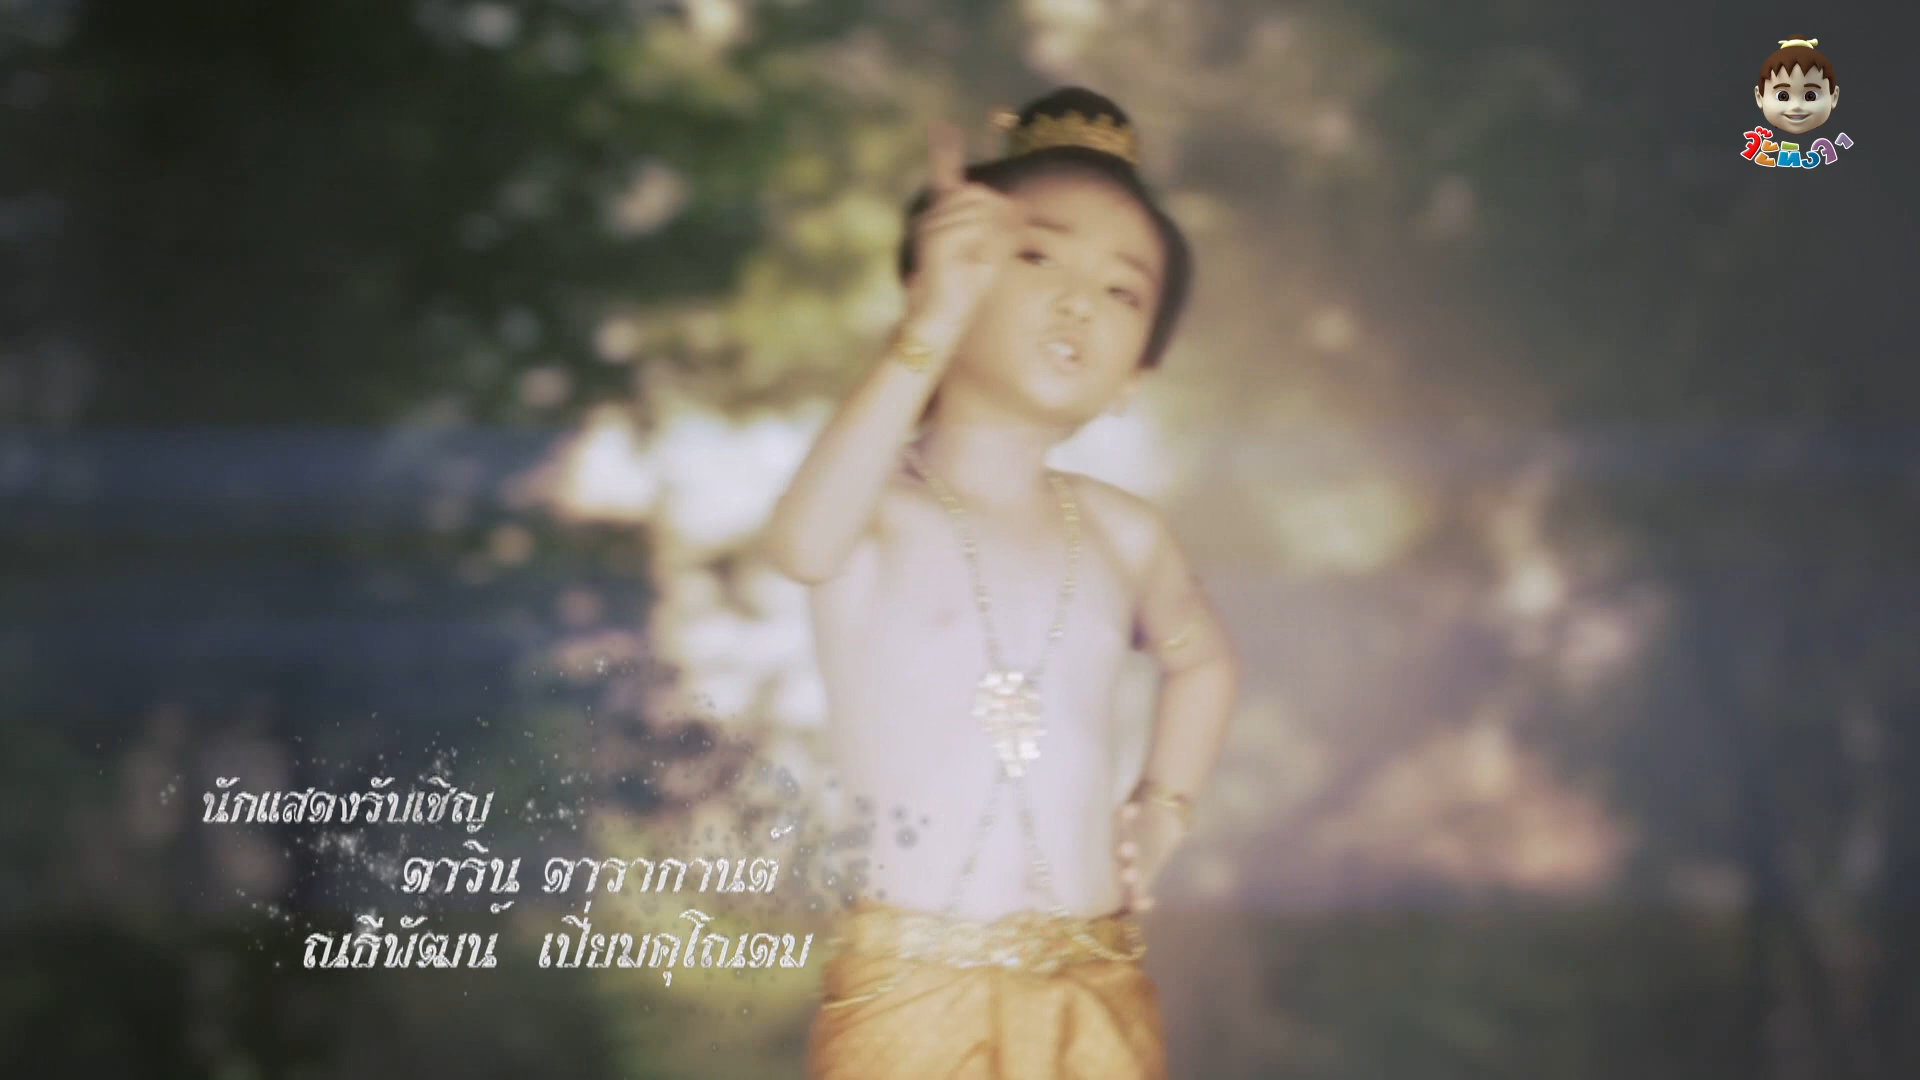 จ๊ะทิงจา
นักแสดงรับเชิญ
ดาริน ดารากานต์
ณธีพัฒน์ เปี่ยมคุโณดม